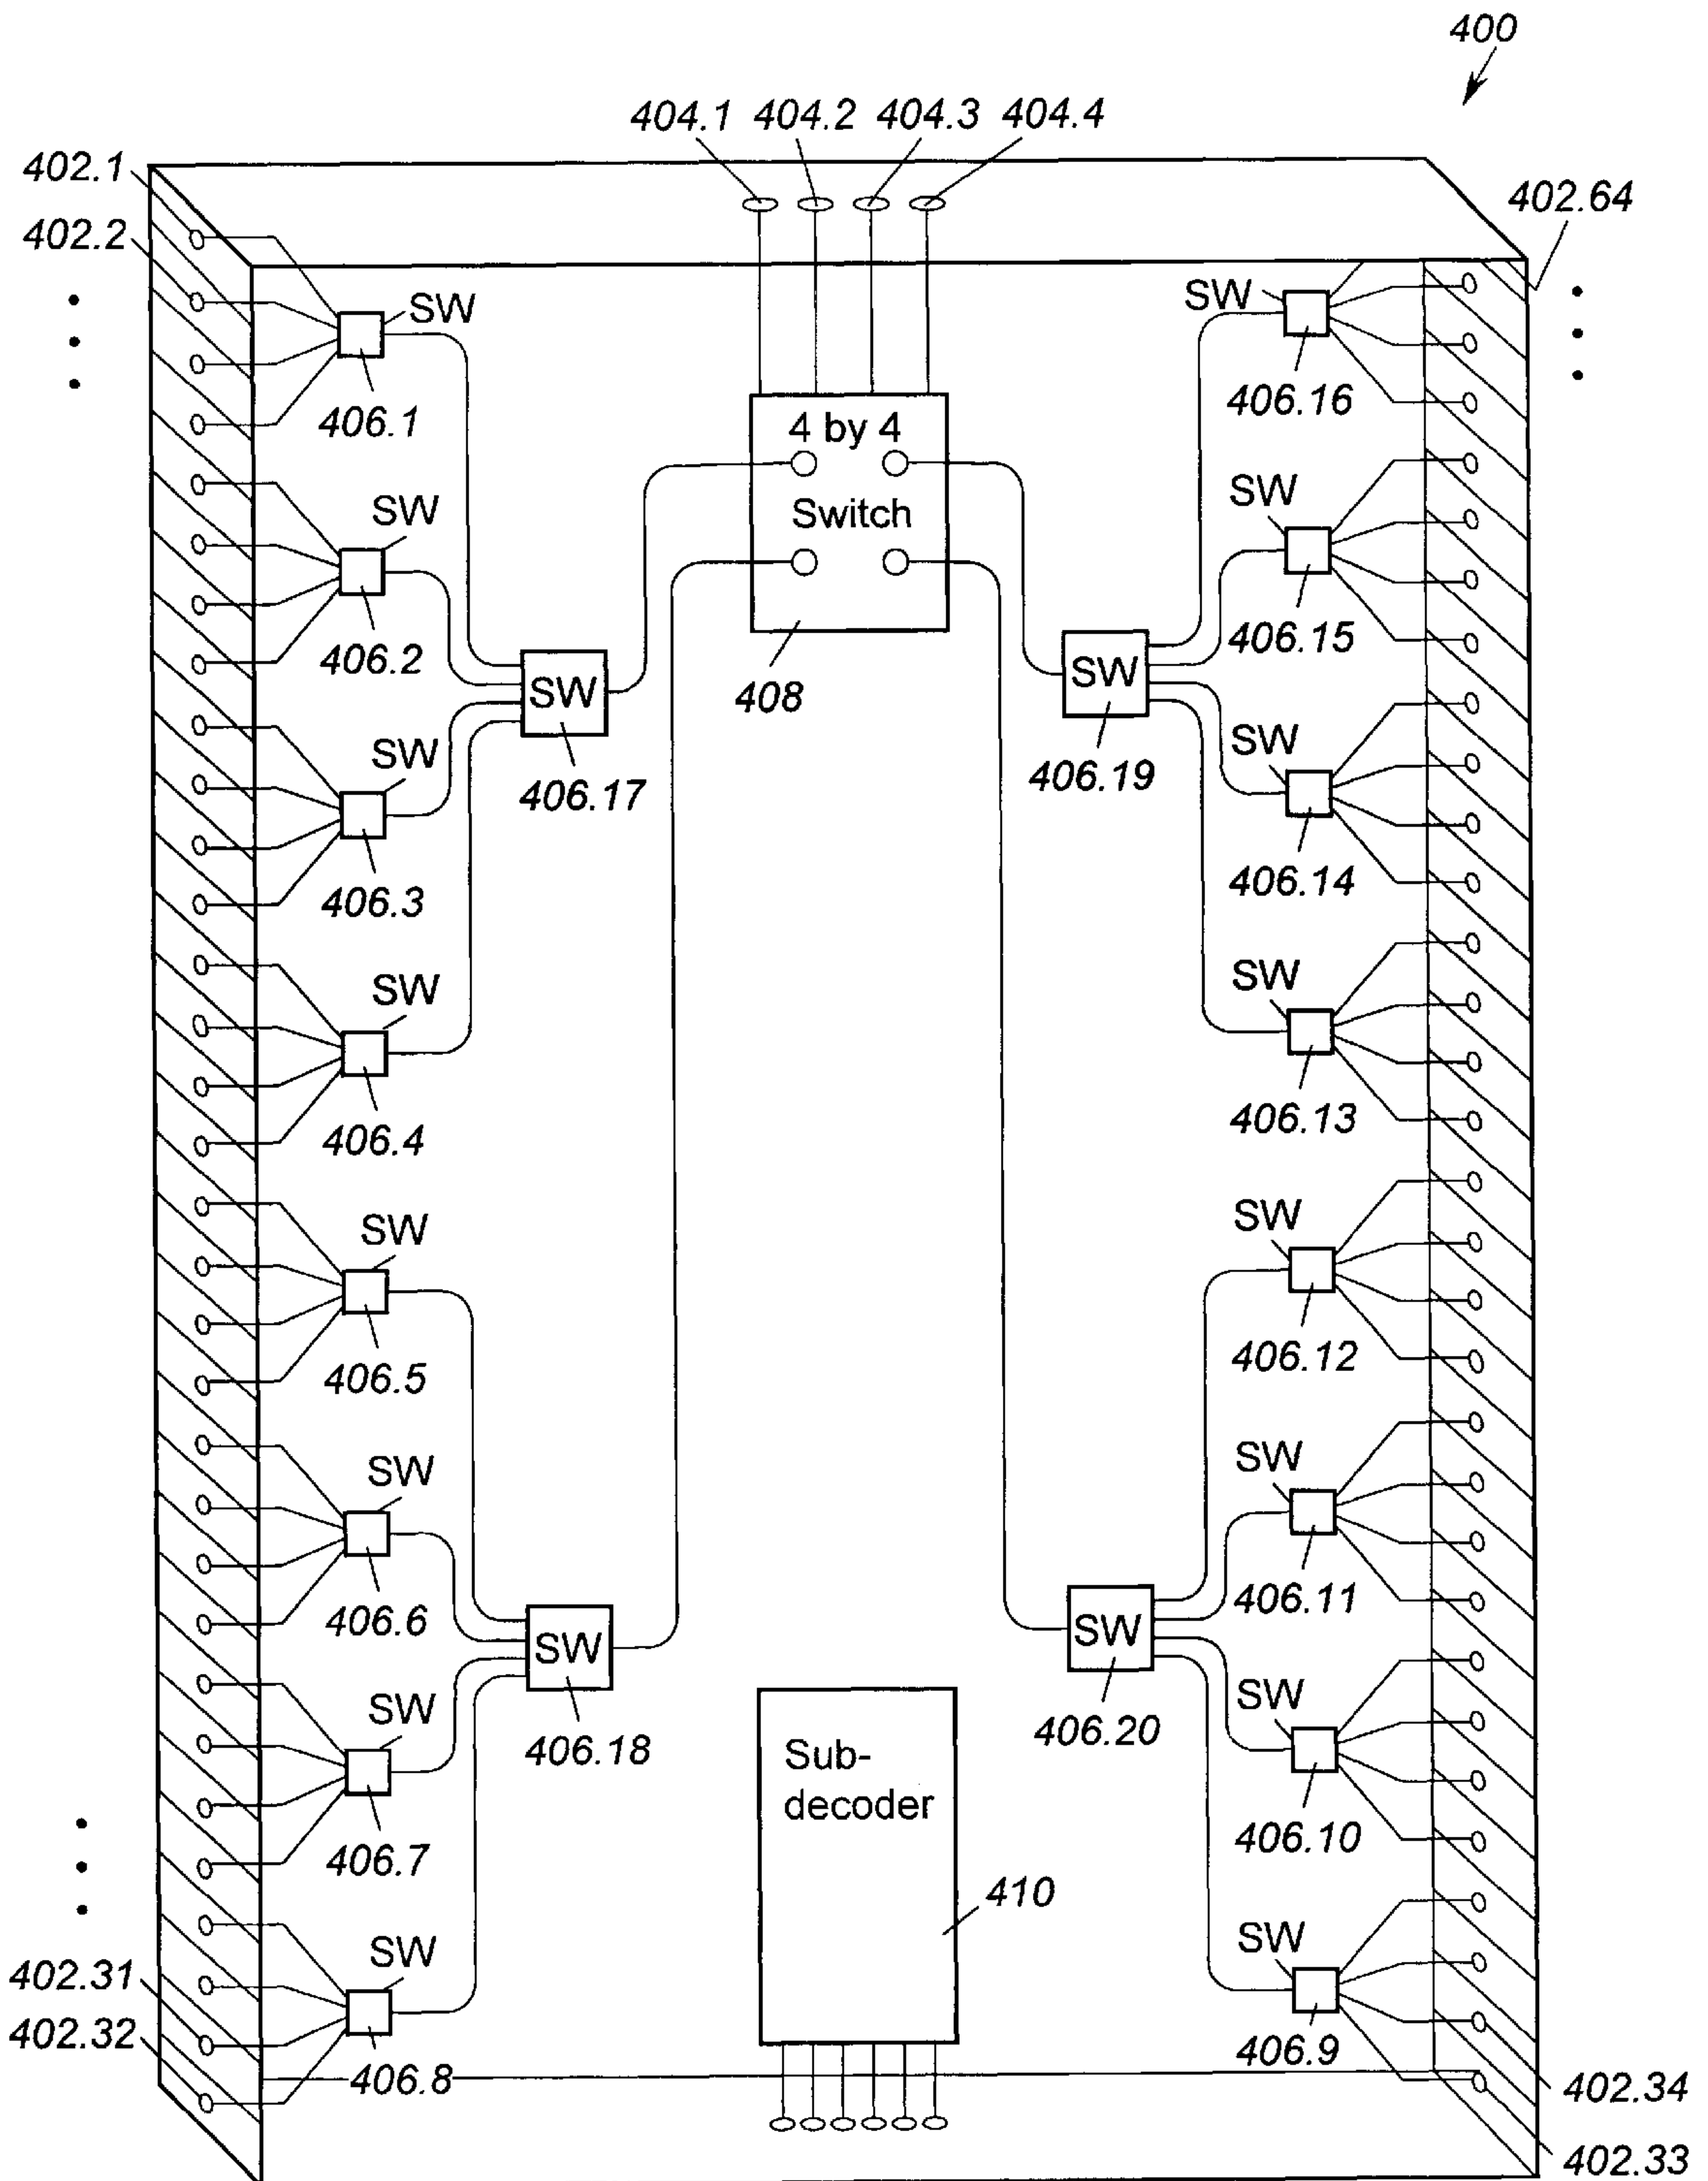 400
404.1 404.2 404.3 404.4
402.1
402.64
402.2
SW
SW
406.1
406.16
4 by 4
Switch
SW
SW
406.2
406.15
SW
SW
408
SW
SW
406.17
406.19
406.3
406.14
SW
SW
406.4
406.13
SW
SW
406.5
406.12
SW
SW
406.6
406.11
SW
SW
SW
SW
406.18
406.20
Sub-
decoder
406.7
406.10
410
SW
SW
402.31
402.32
406.8
406.9
402.34
402.33